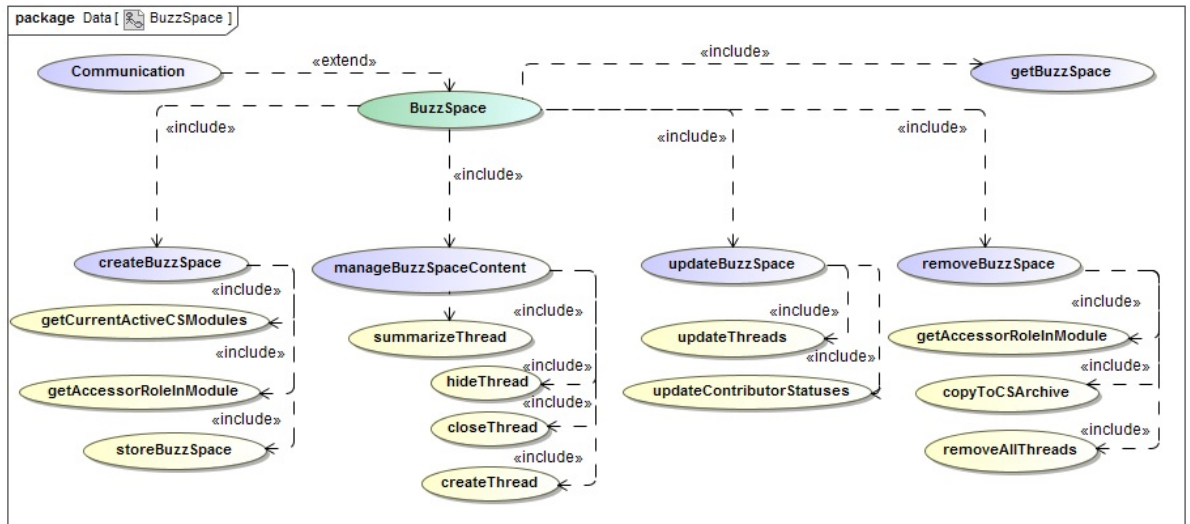 package Data [ BuzzSpace ]
Communication
«extend»
«include»
getBuzzSpace
BuzzSpace
«include»
«include»
«include»
«include»
createBuzzSpace
manageBuzzSpaceContent
updateBuzzSpace
removeBuzzSpace
«include»
«include»
«include»
«include»
getCurrentActiveCSModules
summarizeThread
updateThreads
getAccessorRoleInModule
«include»
«include»
«include»
hideThread
getAccessorRoleInModule
updateContributorStatuses
copyToCSArchive
«include»
«include»
«include»
closeThread
storeBuzzSpace
removeAllThreads
«include»
createThread